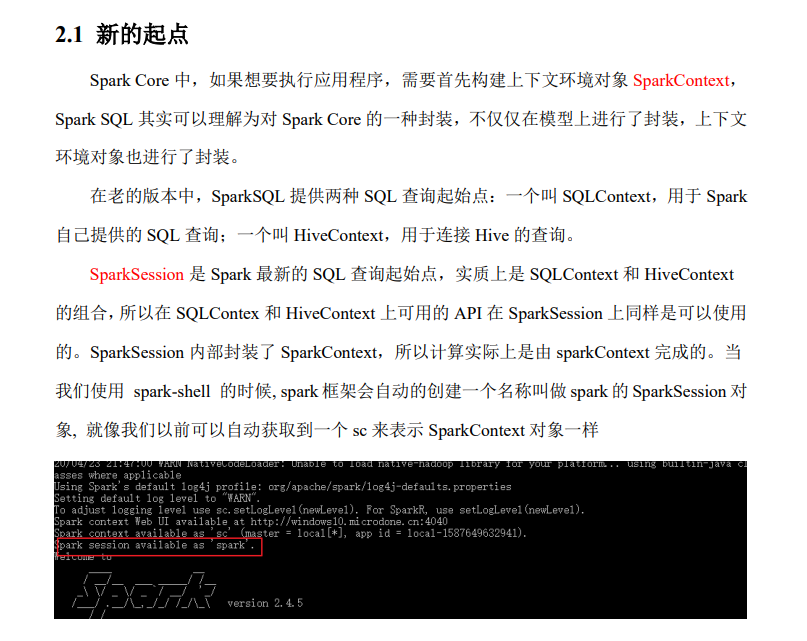 2.1 新的起点
Spark Core 中，如果想要执行应用程序，需要首先构建上下文环境对象 SparkContext，
Spark SQL 其实可以理解为对 Spark Core 的一种封装，不仅仅在模型上进行了封装，上下文
环境对象也进行了封装。
在老的版本中，SparkSQL 提供两种 SQL 查询起始点：一个叫 SQLContext，用于 Spark
自己提供的 SQL 查询；一个叫 HiveContext，用于连接 Hive 的查询。
SparkSession 是 Spark 最新的 SQL 查询起始点，实质上是 SQLContext 和 HiveContext
的组合，所以在 SQLContex 和 HiveContext 上可用的 API 在 SparkSession 上同样是可以使用
的。SparkSession 内部封装了 SparkContext，所以计算实际上是由 sparkContext 完成的。当
我们使用 spark-shell 的时候, spark 框架会自动的创建一个名称叫做 spark 的 SparkSession 对
象, 就像我们以前可以自动获取到一个 sc 来表示 SparkContext 对象一样
20/04/23 21:47:00 WARN NativeCodeLoader: Unable to load native-hadoop library for your platform... using builtin-java cl
asses where applicable
Using Spark's default log4j profile: org/apache/spark/log4j-defaults.properties
Setting default log level to "WARN".
To adjust logging level use sc.setLogLevel(newLevel). For SparkR, use setLogLevel(newLevel).
Spark context Web UI available at http://windows10.microdone.cn:4040
Spark context available as 'sc' (master = local[*], app id = local-1587649632941).
Spark session available as 'spark'.
Welcome to
Spark version 2.4.5